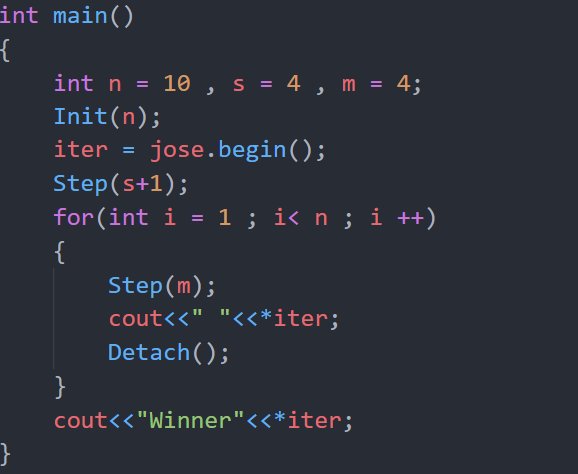 int main()
{
    int n = 10 , s = 4 , m = 4;
    Init(n);
    iter = jose.begin();
    Step(s+1);
    for(int i = 1 ; i< n ; i ++)
    {
        Step(m);
        cout<<" "<<*iter;
        Detach();
    }
    cout<<"Winner"<<*iter;
}